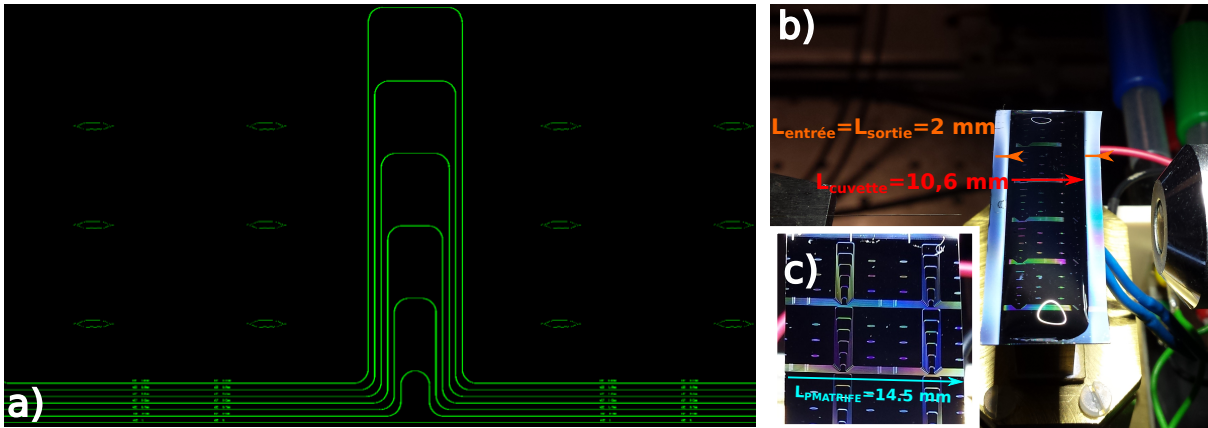 a)
b)
Lentrée=Lsortie=2 mm
Lcuvette=10,6 mm
c)
LPMATRIFE=14.5 mm